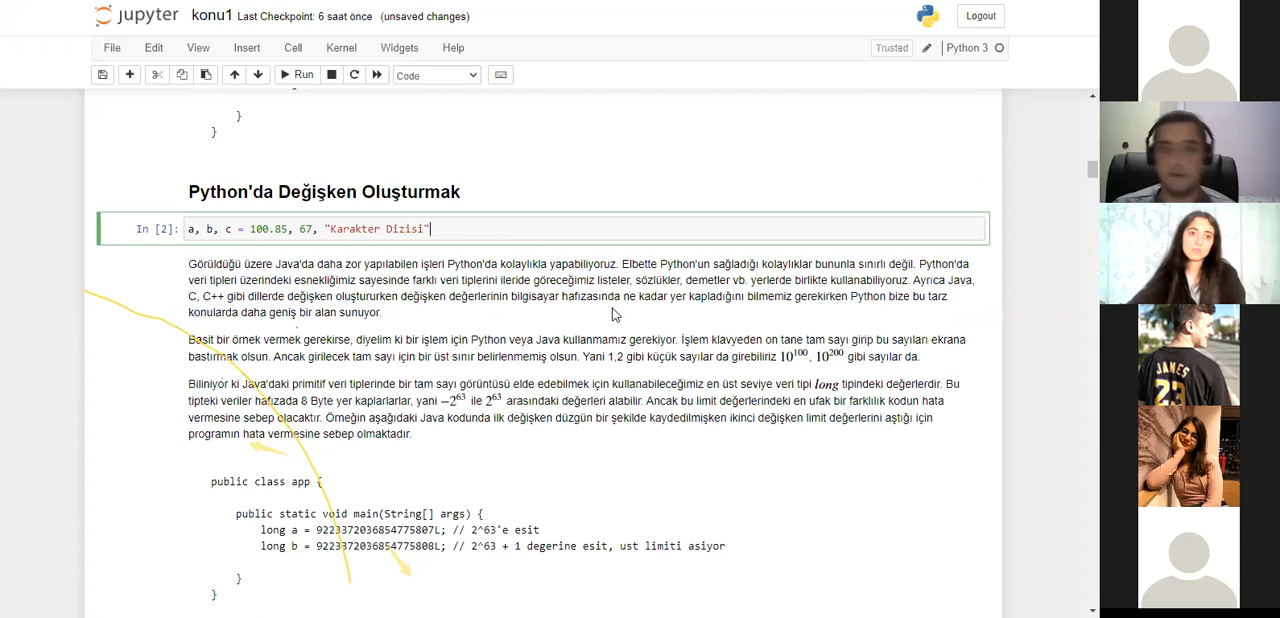 jupyter konu1 Last Checkpoint: 6 saat önce (unsaved changes) Logout
File Edit View Insert Cell Kernel Widgets Help Trusted Python 3
Run Code
}
}
Python'da Değişken Oluşturmak
In [2]: a, b, c = 100.85, 67, "Karakter Dizisi"
Görüldüğü üzere Java'da daha zor yapılabilen işleri Python'da kolaylıkla yapabiliyoruz. Elbette Python'un sağladığı kolaylıklar bununla sınırlı değil. Python'da
veri tipleri üzerindeki esnekliğimiz sayesinde farklı veri tiplerini ileride göreceğimiz listeler, sözlükler, demetler vb. yerlerde birlikte kullanabiliyoruz. Ayrıca Java,
C, C++ gibi dillerde değişken oluştururken değişken değerlerinin bilgisayar hafızasında ne kadar yer kapladığını bilmemiz gerekirken Python bize bu tarz
konularda daha geniş bir alan sunuyor.
Basit bir örnek vermek gerekirse, diyelim ki bir işlem için Python veya Java kullanmamız gerekiyor. İşlem klavyeden on tane tam sayı girip bu sayıları ekrana
bastırmak olsun. Ancak girilecek tam sayı için bir üst sınır belirlenmemiş olsun. Yani 1,2 gibi küçük sayılar da girebiliriz 10^100, 10^200 gibi sayılar da.
Biliniyor ki Java'daki primitif veri tiplerinde bir tam sayı görüntüsü elde edebilmek için kullanabileceğimiz en üst seviye veri tipi long tipindeki değerlerdir. Bu
tipteki veriler hafızada 8 Byte yer kaplarlarlar, yani −2^63 ile 2^63 arasındaki değerleri alabilir. Ancak bu limit değerlerindeki en ufak bir farklılık kodun hata
vermesine sebep olacaktır. Örneğin aşağıdaki Java kodunda ilk değişken düzgün bir şekilde kaydedilmişken ikinci değişken limit değerlerini aştığı için
programın hata vermesine sebep olmaktadır.
public class app {
public static void main(String[] args) {
long a = 9223372036854775807L; // 2^63'e esit
long b = 9223372036854775808L; // 2^63 + 1 degerine esit, ust limiti asiyor
}
}
JAMES
23